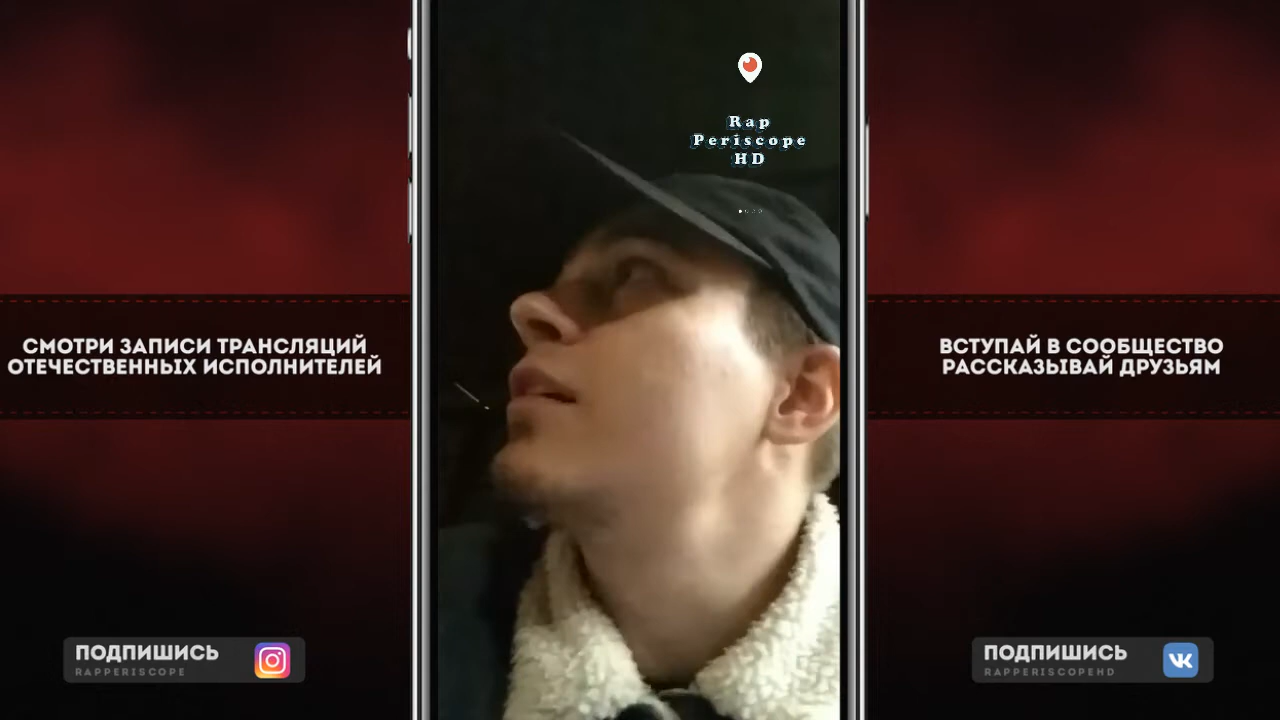 Rap
Periscope
HD
СМОТРИ ЗАПИСИ ТРАНСЛЯЦИЙ
ОТЕЧЕСТВЕННЫХ ИСПОЛНИТЕЛЕЙ
ВСТУПАЙ В СООБЩЕСТВО
РАССКАЗЫВАЙ ДРУЗЬЯМ
ПОДПИШИСЬ
RAPPERISCOPE
ПОДПИШИСЬ
RAPPERISCOPEHD